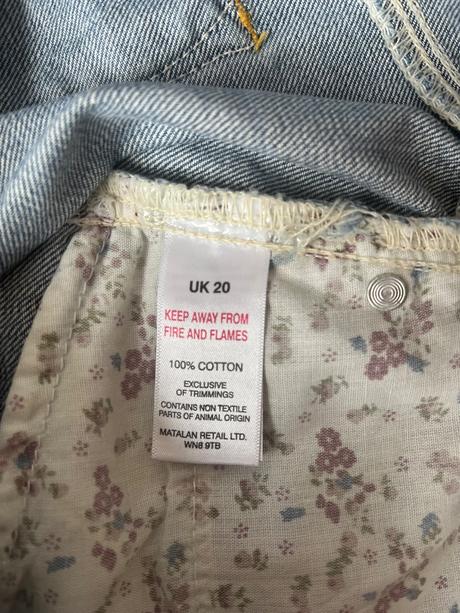 UK 20
KEEP AWAY FROM
FIRE AND FLAMES
100% COTTON
EXCLUSIVE
OF TRIMMINGS
CONTAINS NON TEXTILE
PARTS OF ANIMAL ORIGIN
MATALAN RETAIL LTD.
WN8 9TB